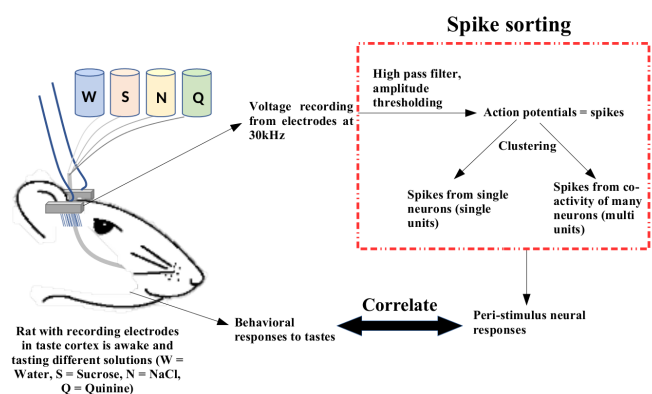 Spike sorting
W S N Q
High pass filter,
amplitude
thresholding
Voltage recording
from electrodes at
30kHz
Action potentials = spikes
Clustering
Spikes from single
neurons (single
units)
Spikes from co-
activity of many
neurons (multi
units)
Correlate
Behavioral
responses to tastes
Peri-stimulus neural
responses
Rat with recording electrodes
in taste cortex is awake and
tasting different solutions (W =
Water, S = Sucrose, N = NaCl,
Q = Quinine)